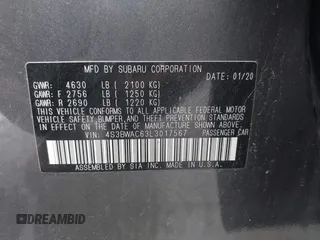 MFD BY SUBARU CORPORATION
DATE: 01/20
GVWR: 4630 LB ( 2100 KG)
GAWR: F 2756 LB ( 1250 KG)
GAWR: R 2690 LB ( 1220 KG)
THIS VEHICLE CONFORMS TO ALL APPLICABLE FEDERAL MOTOR
VEHICLE SAFETY, BUMPER, AND THEFT PREVENTION STANDARDS
IN EFFECT ON THE DATE OF MANUFACTURE SHOWN ABOVE.
VIN: 4S3BWAC63L3017567 PASSENGER CAR
ASSEMBLED BY SIA INC. MADE IN U.S.A.
DREAMBID